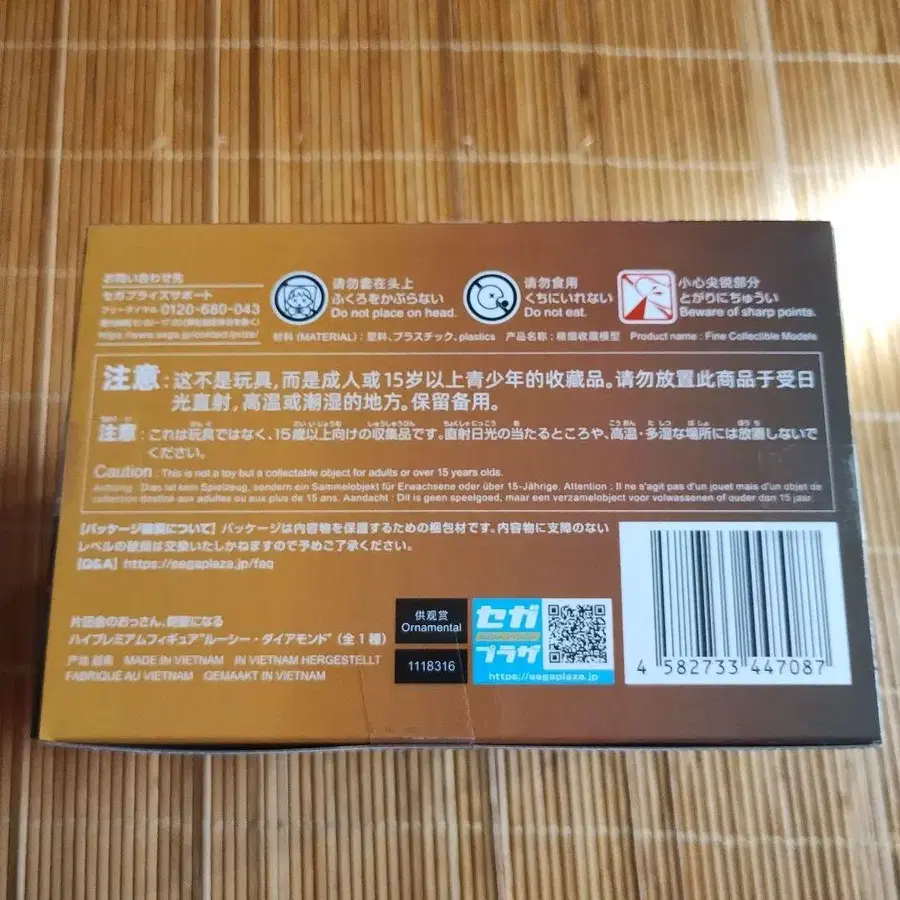 お問い合わせ先
セガプライズサポート
フリーダイヤル 0120-680-043
https://www.sega.jp/contact/prize/
请勿套在头上
ふくろをかぶらない
Do not place on head.
请勿食用
くちにいれない
Do not eat.
小心尖锐部分
とがりにちゅうい
Beware of sharp points.
材料 (MATERIAL) : 塑料、プラスチック、plastics 产品名称 : 精缩收藏模型 Product name : Fine Collectible Models
注意 : 这不是玩具, 而是成人或15岁以上青少年的收藏品。请勿放置此商品于受日
光直射, 高温或潮湿的地方。保留备用。
注意 : これは玩具ではなく、15歳以上向けの収集品です。直射日光の当たるところや、高温・多湿な場所には放置しないで
ください。
Caution : This is not a toy but a collectable object for adults or over 15 years olds.
Achtung : Das ist kein Spielzeug, sondern ein Sammelobjekt für Erwachsene oder über 15-Jährige. Attention : Il ne s'agit pas d'un jouet mais d'un objet de
collection destiné aux adultes ou aux plus de 15 ans. Aandacht : Dit is geen speelgoed, maar een verzamelobject voor volwassenen of ouder dan 15 jaar.
【パッケージ破損について】パッケージは内容物を保護するための梱包材です。内容物に支障のない
レベルの破損は交換いたしかねますので予めご了承ください。
【Q&A】https://segaplaza.jp/faq
片田舎のおっさん、剣聖になる
ハイプレミアムフィギュア"ルーシー・ダイアモンド"(全1種)
产地 越南 MADE IN VIETNAM IN VIETNAM HERGESTELLT
FABRIQUÉ AU VIETNAM GEMAAKT IN VIETNAM
供观赏
Ornamental
1118316
セガ
プラザ
https://segaplaza.jp
4 582733 447087